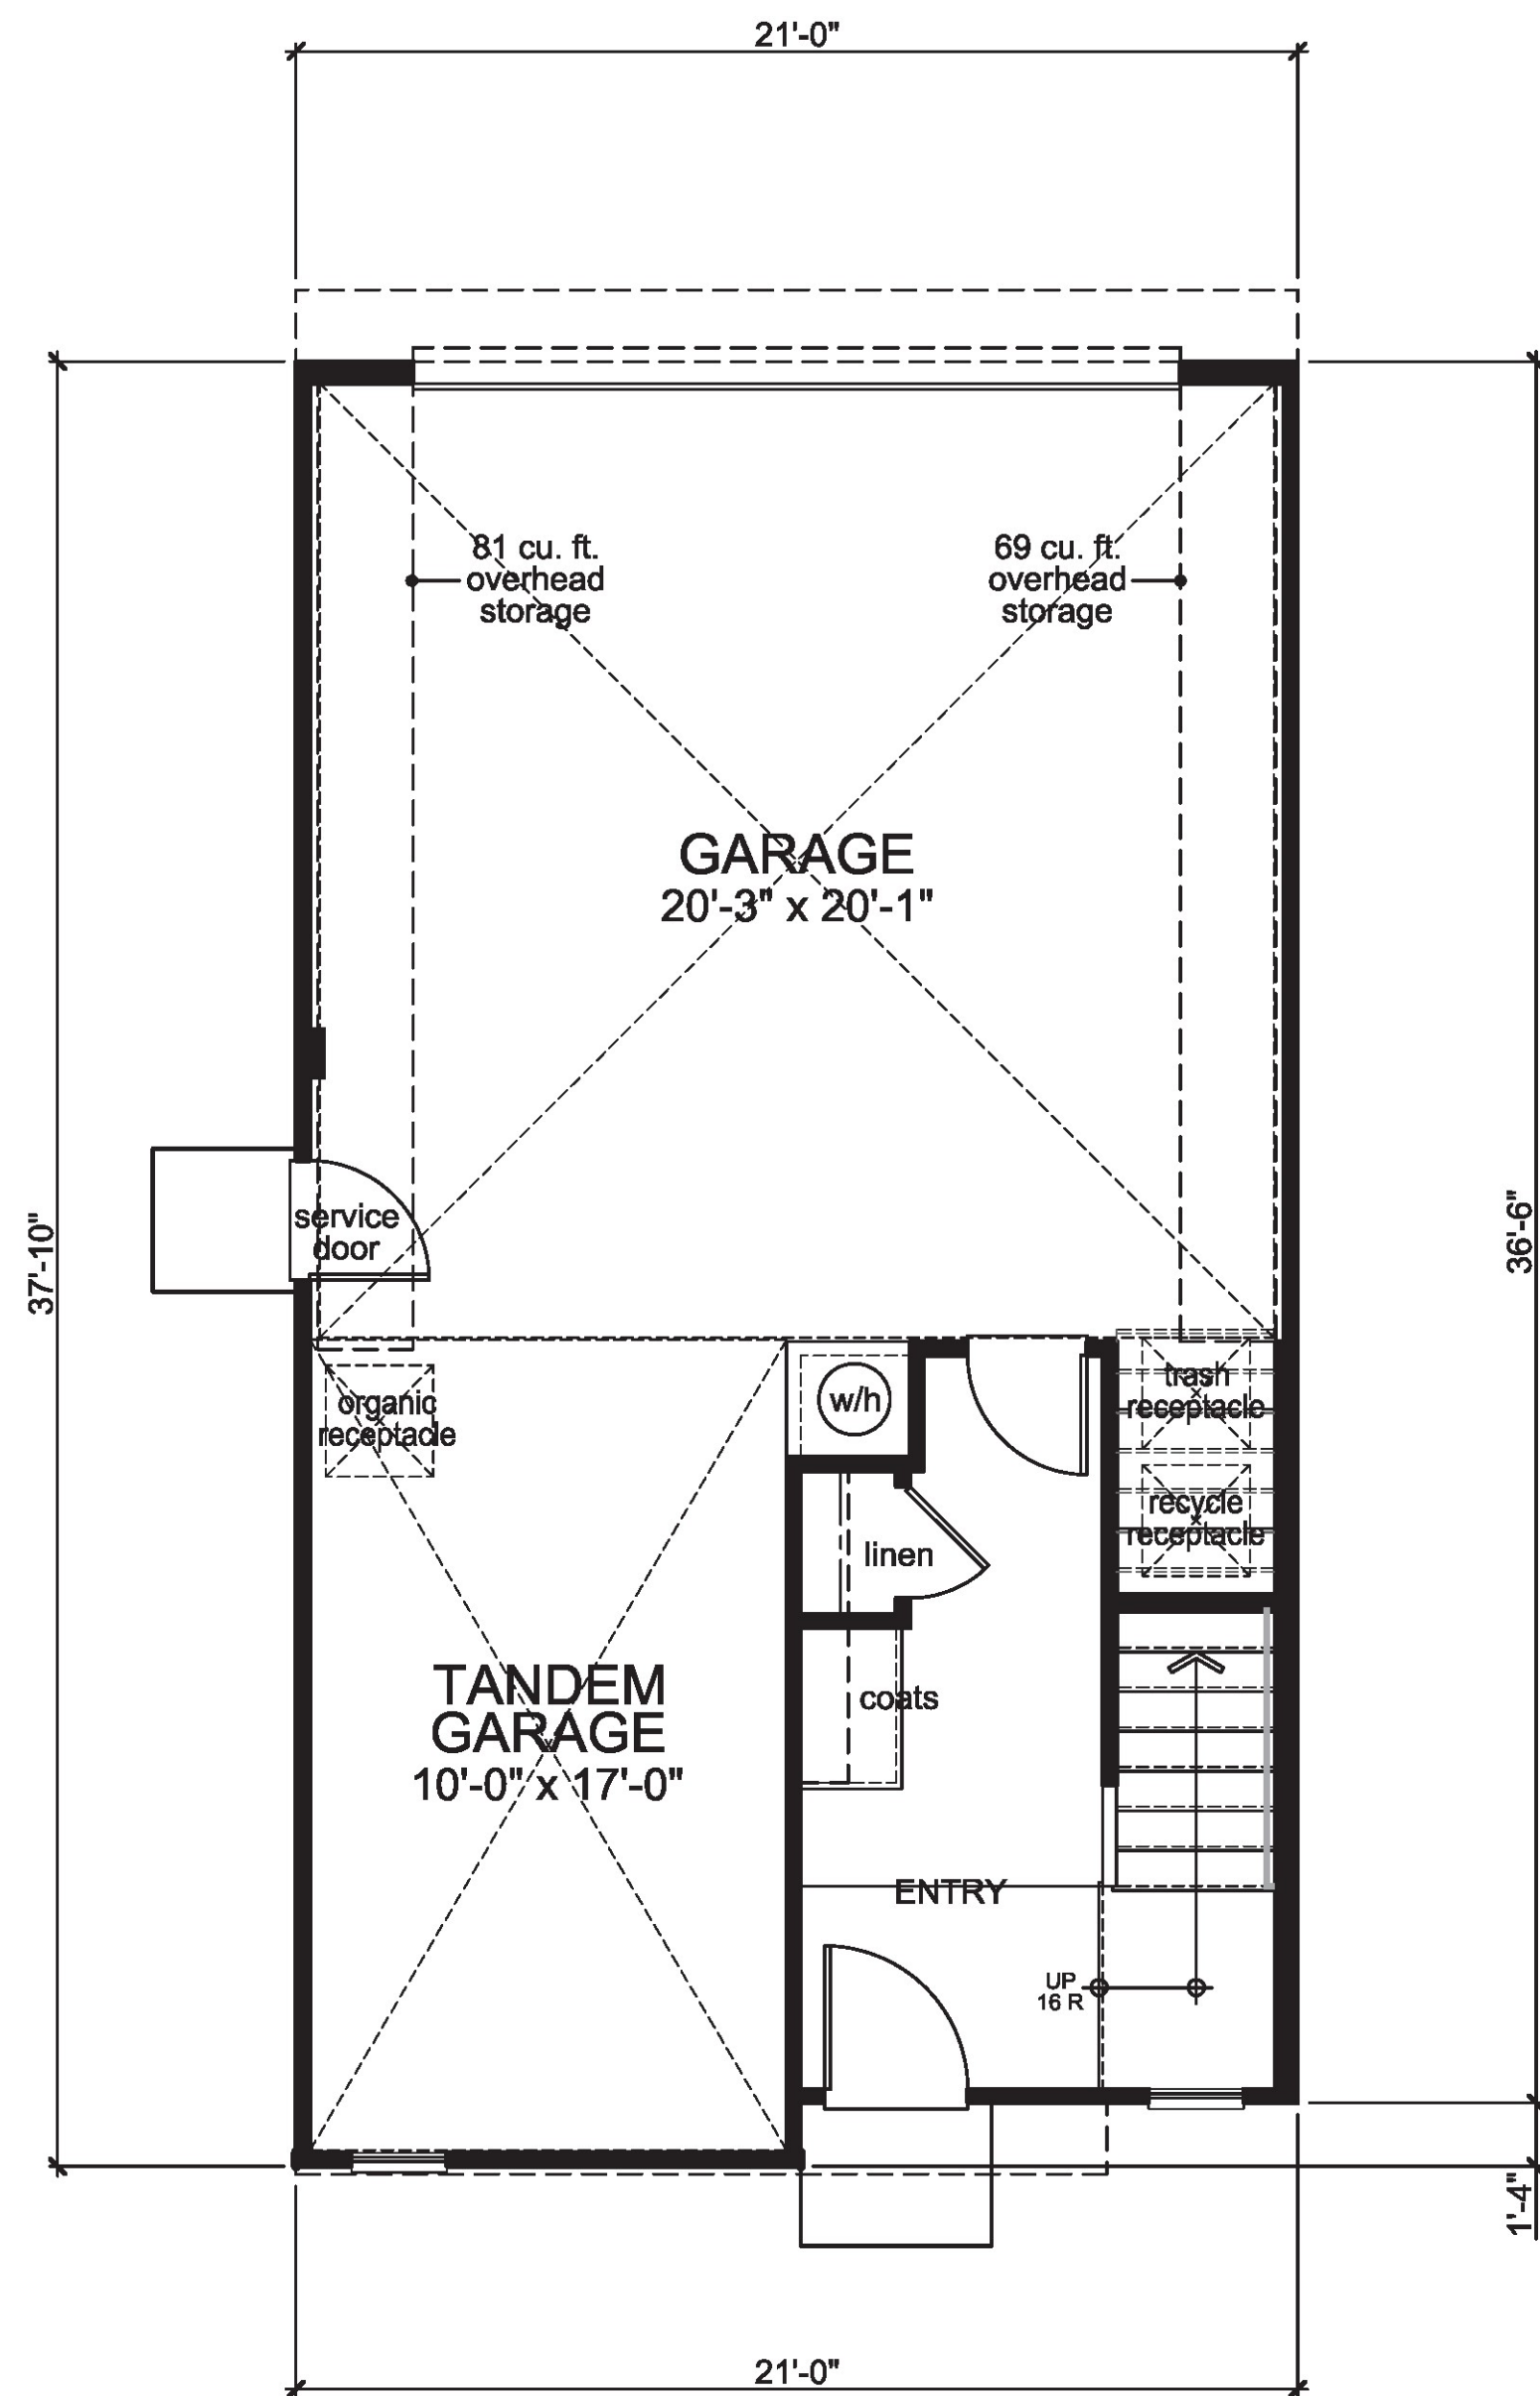 21'-0"
81 cu. ft.
overhead
storage
69 cu. ft.
overhead
storage
GARAGE
20'-3" x 20'-1"
service
door
37'-10"
36'-6"
organic
receptacle
w/h
trash
receptacle
recycle
receptacle
linen
coats
TANDEM
GARAGE
10'-0" x 17'-0"
ENTRY
UP
16 R
1'-4"
21'-0"